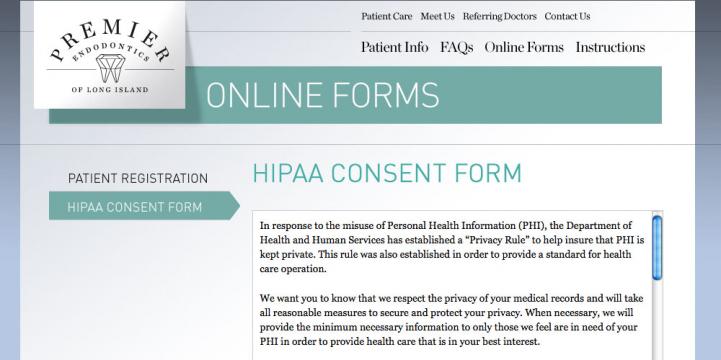 Patient Care Meet Us Referring Doctors Contact Us
PREMIER
ENDODONTICS
OF LONG ISLAND
Patient Info FAQs Online Forms Instructions
ONLINE FORMS
PATIENT REGISTRATION
HIPAA CONSENT FORM
HIPAA CONSENT FORM
In response to the misuse of Personal Health Information (PHI), the Department of
Health and Human Services has established a “Privacy Rule” to help insure that PHI is
kept private. This rule was also established in order to provide a standard for health
care operation.
We want you to know that we respect the privacy of your medical records and will take
all reasonable measures to secure and protect your privacy. When necessary, we will
provide the minimum necessary information to only those we feel are in need of your
PHI in order to provide health care that is in your best interest.